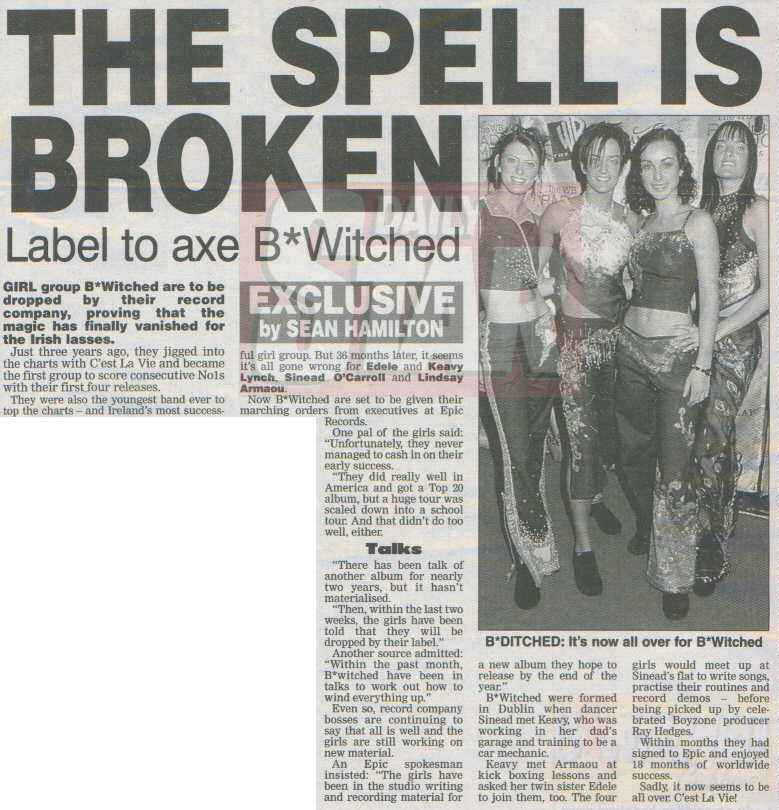 THE SPELL IS
BROKEN
Label to axe B*Witched
DAILY
STAR
EXCLUSIVE
by SEAN HAMILTON
GIRL group B*Witched are to be
dropped by their record
company, proving that the
magic has finally vanished for
the Irish lasses.
Just three years ago, they jigged into
the charts with C'est La Vie and became
the first group to score consecutive No1s
with their first four releases.
They were also the youngest band ever to
top the charts – and Ireland's most success-
ful girl group. But 36 months later, it seems
it's all gone wrong for Edele and Keavy
Lynch, Sinead O'Carroll and Lindsay
Armaou.
Now B*Witched are set to be given their
marching orders from executives at Epic
Records.
One pal of the girls said:
"Unfortunately, they never
managed to cash in on their
early success.
"They did really well in
America and got a Top 20
album, but a huge tour was
scaled down into a school
tour. And that didn't do too
well, either.
Talks
"There has been talk of
another album for nearly
two years, but it hasn't
materialised.
"Then, within the last two
weeks, the girls have been
told that they will be
dropped by their label."
Another source admitted:
"Within the past month,
B*witched have been in
talks to work out how to
wind everything up."
Even so, record company
bosses are continuing to
say that all is well and the
girls are still working on
new material.
An Epic spokesman
insisted: "The girls have
been in the studio writing
and recording material for
B*DITCHED: It's now all over for B*Witched
a new album they hope to
release by the end of the
year."
B*Witched were formed
in Dublin when dancer
Sinead met Keavy, who was
working in her dad's
garage and training to be a
car mechanic.
Keavy met Armaou at
kick boxing lessons and
asked her twin sister Edele
to join them, too. The four
girls would meet up at
Sinead's flat to write songs,
practise their routines and
record demos – before
being picked up by cele-
brated Boyzone producer
Ray Hedges.
Within months they had
signed to Epic and enjoyed
18 months of worldwide
success.
Sadly, it now seems to be
all over. C'est La Vie!